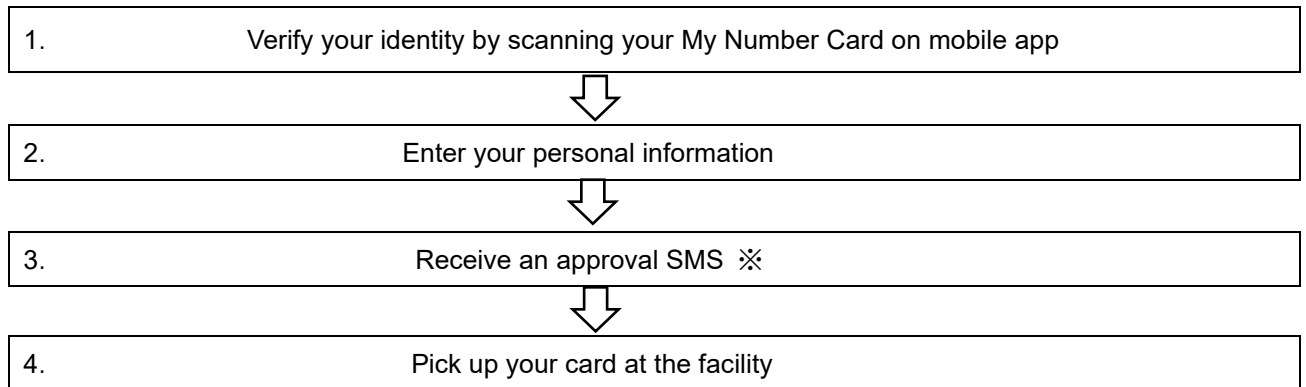 1. Verify your identity by scanning your My Number Card on mobile app
2. Enter your personal information
3. Receive an approval SMS ※
4. Pick up your card at the facility